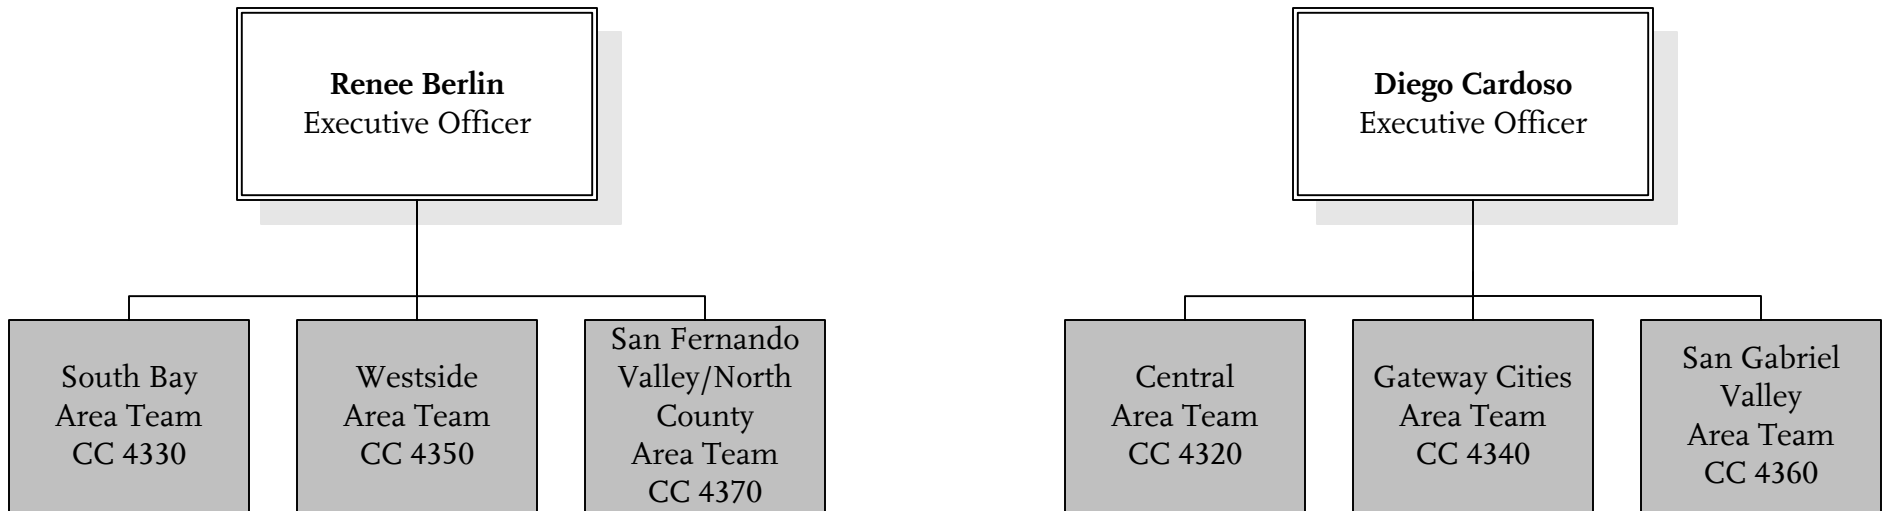 Renee Berlin
Executive Officer
Diego Cardoso
Executive Officer
South Bay
Area Team
CC 4330
Westside
Area Team
CC 4350
San Fernando
Valley/North
County
Area Team
CC 4370
Central
Area Team
CC 4320
Gateway Cities
Area Team
CC 4340
San Gabriel
Valley
Area Team
CC 4360